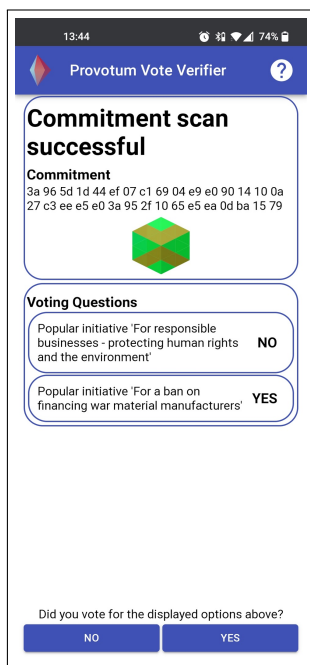 13:44
74%
Provotum Vote Verifier
?
Commitment scan
successful
Commitment
3a 96 5d 1d 44 ef 07 c1 69 04 e9 e0 90 14 10 0a
27 c3 ee e5 e0 3a 95 2f 10 65 e5 ea 0d ba 15 79
Voting Questions
Popular initiative 'For responsible
businesses - protecting human rights
and the environment'
NO
Popular initiative 'For a ban on
financing war material manufacturers'
YES
Did you vote for the displayed options above?
NO
YES